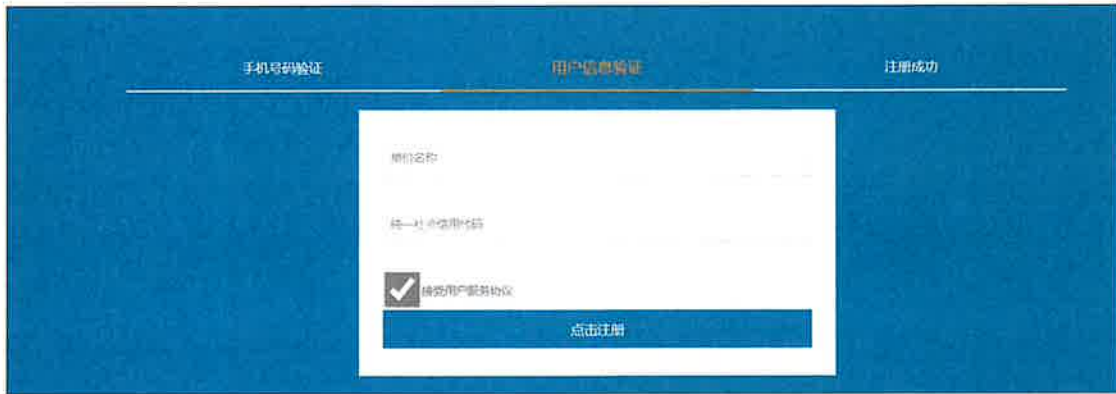 手机号码验证 用户信息验证 注册成功
单位名称
统一社会信用代码
接受用户服务协议
点击注册